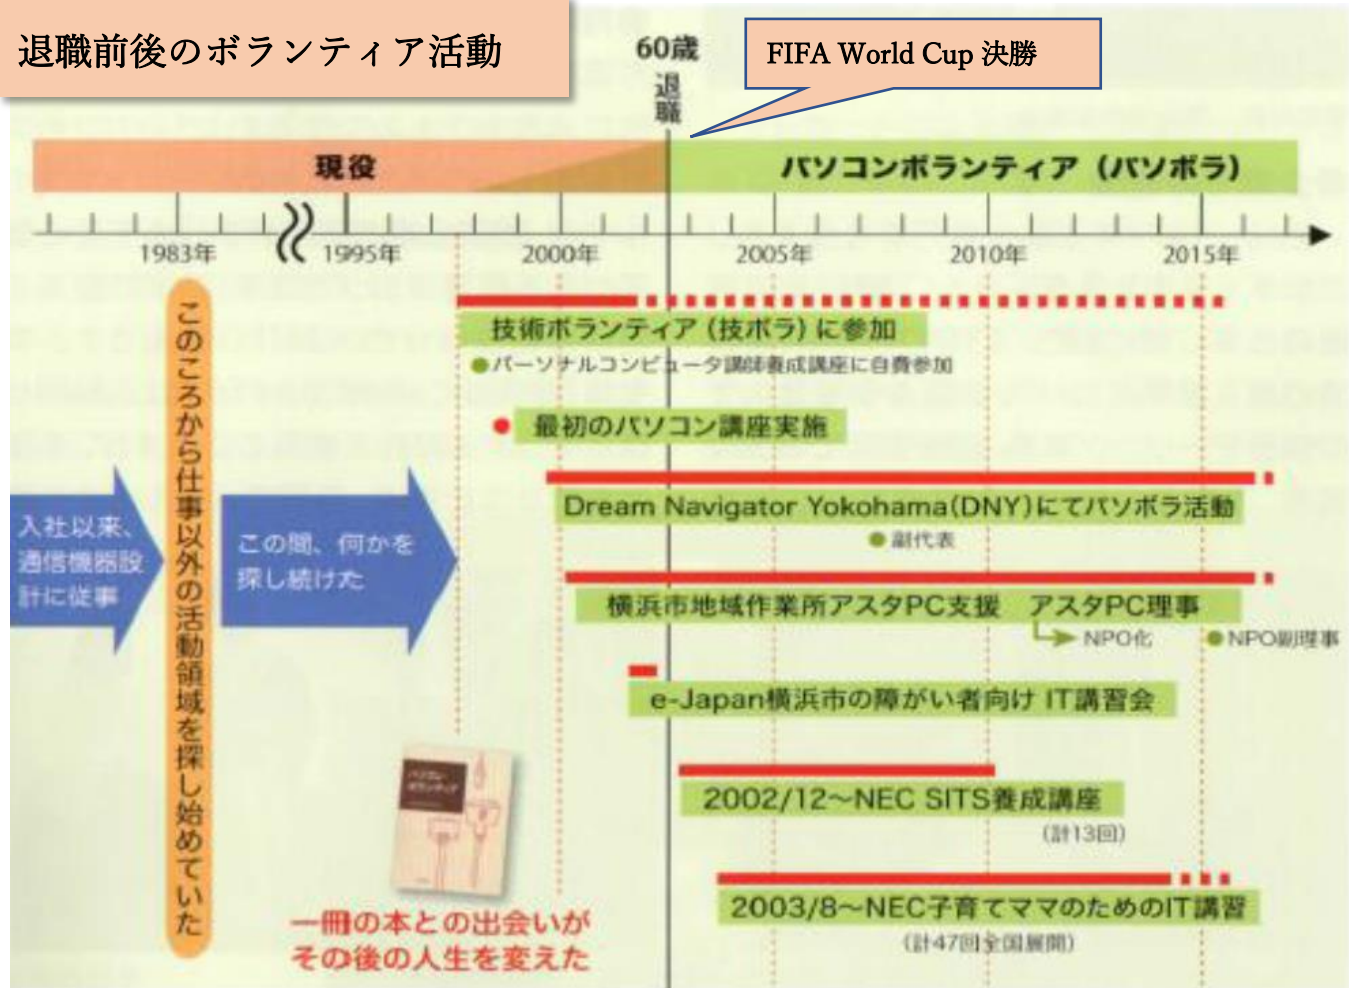 退職前後のボランティア活動
60歳
退職
FIFA World Cup 決勝
現役
パソコンボランティア（パソボラ）
1983年
1995年
2000年
2005年
2010年
2015年
このころから仕事以外の活動領域を探し始めていた
入社以来、
通信機器設
計に従事
この間、何かを
探し続けた
技術ボランティア（技ボラ）に参加
●パーソナルコンピュータ講師養成講座に自費参加
最初のパソコン講座実施
Dream Navigator Yokohama(DNY)にてパソボラ活動
●副代表
横浜市地域作業所アスタPC支援 アスタPC理事
NPO化
●NPO副理事
e-Japan横浜市の障がい者向け IT講習会
2002/12～NEC SITS養成講座
（計13回）
2003/8～NEC子育てママのためのIT講習
（計47回全国展開）
パソコン
ボランティア
一冊の本との出会いが
その後の人生を変えた